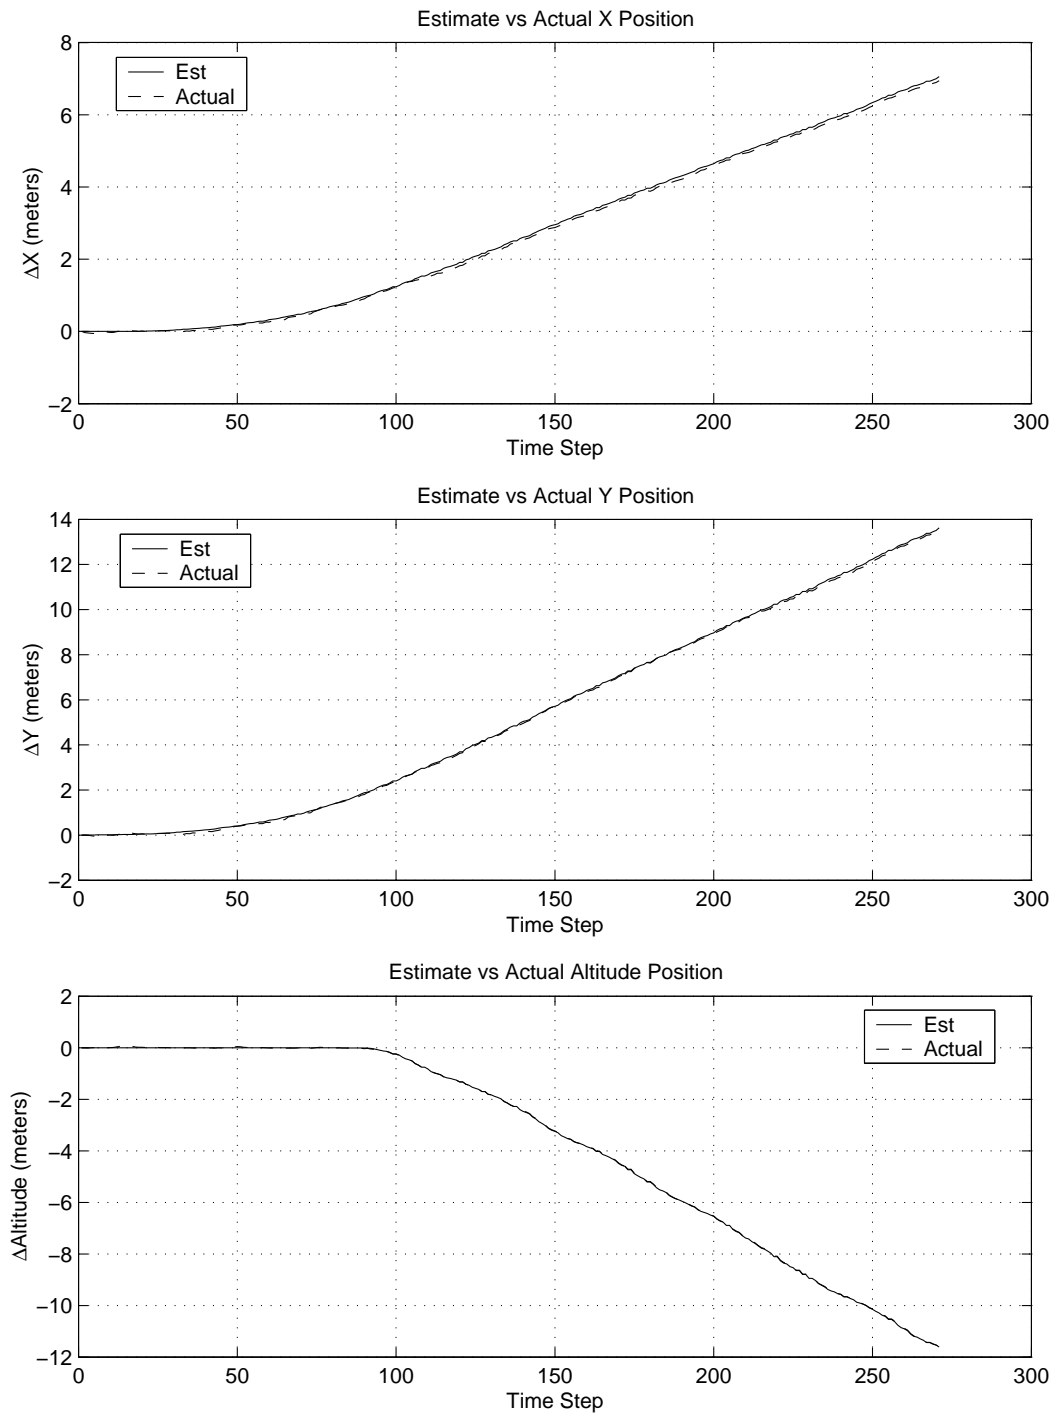 Estimate vs Actual X Position
8
6
4
2
0
−2
ΔX (meters)
Est
Actual
0 50 100 150 200 250 300
Time Step
Estimate vs Actual Y Position
14
12
10
8
6
4
2
0
−2
ΔY (meters)
Est
Actual
0 50 100 150 200 250 300
Time Step
Estimate vs Actual Altitude Position
2
0
−2
−4
−6
−8
−10
−12
ΔAltitude (meters)
Est
Actual
0 50 100 150 200 250 300
Time Step